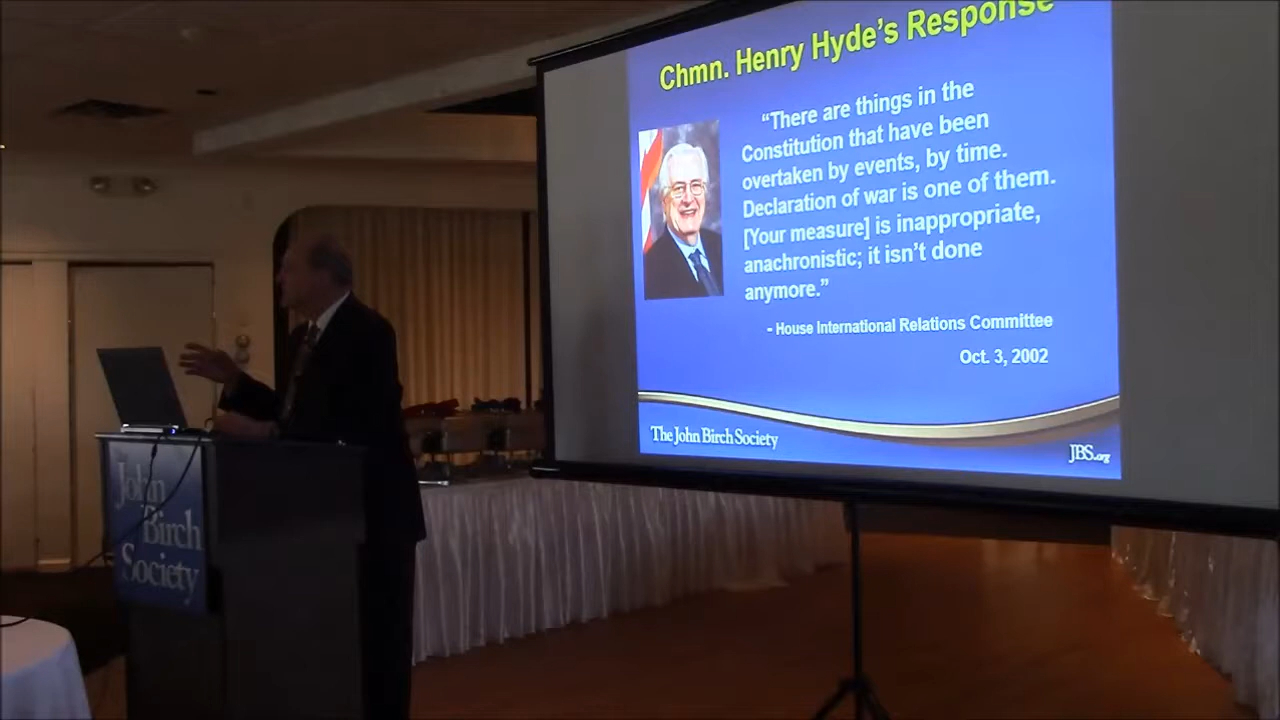 Chmn. Henry Hyde's Response
“There are things in the
Constitution that have been
overtaken by events, by time.
Declaration of war is one of them.
[Your measure] is inappropriate,
anachronistic; it isn’t done
anymore.”
- House International Relations Committee
Oct. 3, 2002
The John Birch Society
JBS.org
John
Birch
Society